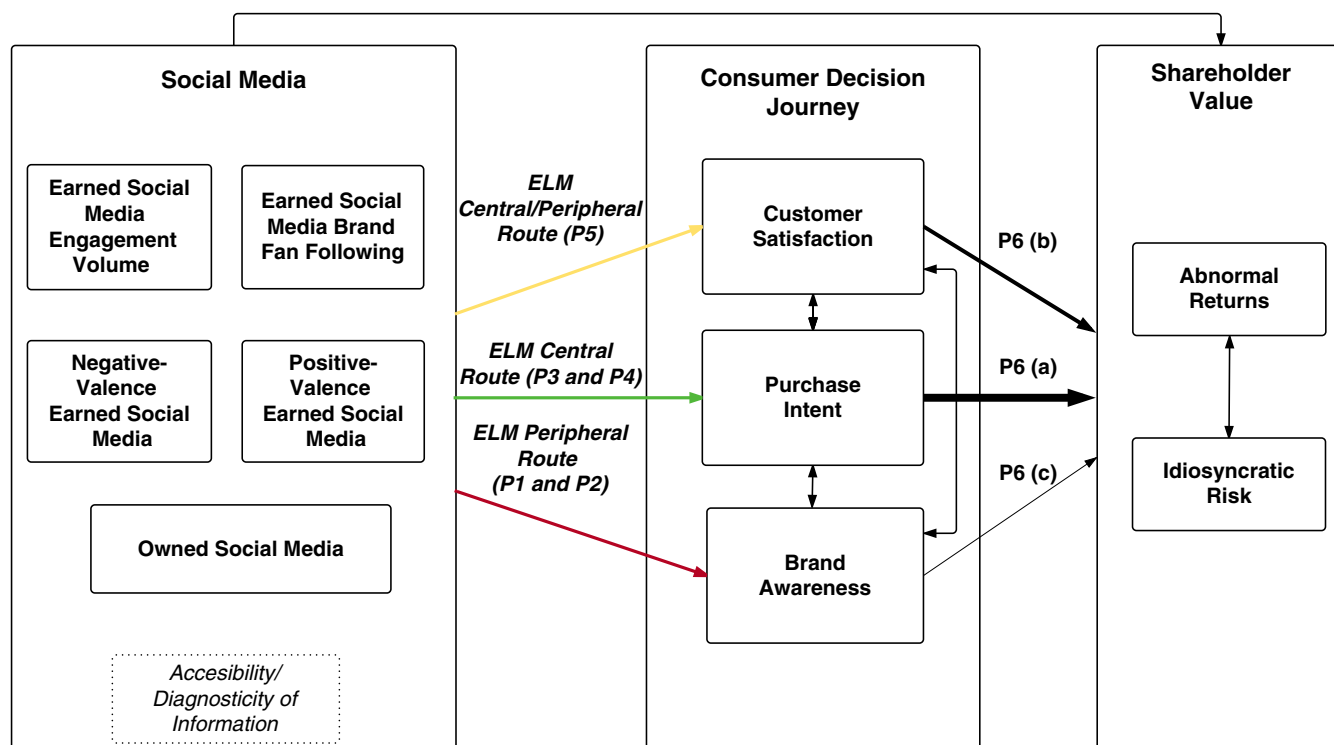 Social Media
Earned Social
Media
Engagement
Volume
Earned Social
Media Brand
Fan Following
Negative-
Valence
Earned Social
Media
Positive-
Valence
Earned Social
Media
Owned Social Media
Accesibility/
Diagnosticity of
Information
ELM
Central/Peripheral
Route (P5)
ELM Central
Route (P3 and P4)
ELM Peripheral
Route
(P1 and P2)
Consumer Decision
Journey
Customer
Satisfaction
Purchase
Intent
Brand
Awareness
P6 (b)
P6 (a)
P6 (c)
Shareholder
Value
Abnormal
Returns
Idiosyncratic
Risk